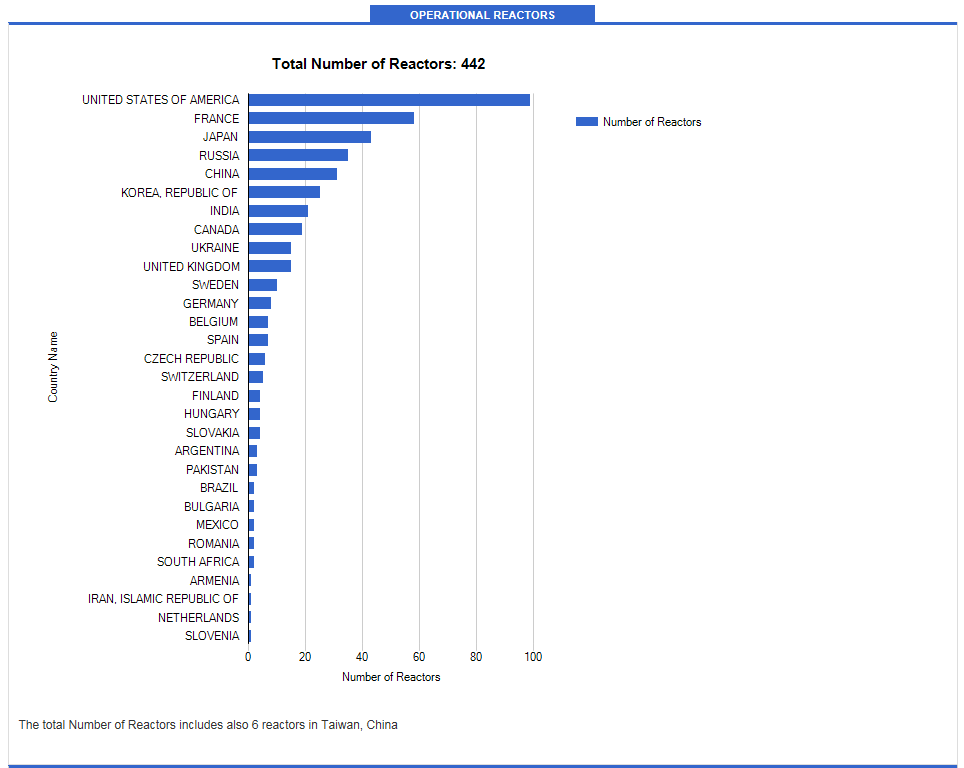 OPERATIONAL REACTORS
Total Number of Reactors: 442
UNITED STATES OF AMERICA
FRANCE
JAPAN
RUSSIA
CHINA
KOREA, REPUBLIC OF
INDIA
CANADA
UKRAINE
UNITED KINGDOM
SWEDEN
GERMANY
BELGIUM
SPAIN
CZECH REPUBLIC
SWITZERLAND
FINLAND
HUNGARY
SLOVAKIA
ARGENTINA
PAKISTAN
BRAZIL
BULGARIA
MEXICO
ROMANIA
SOUTH AFRICA
ARMENIA
IRAN, ISLAMIC REPUBLIC OF
NETHERLANDS
SLOVENIA
Country Name
0 20 40 60 80 100
Number of Reactors
Number of Reactors
The total Number of Reactors includes also 6 reactors in Taiwan, China